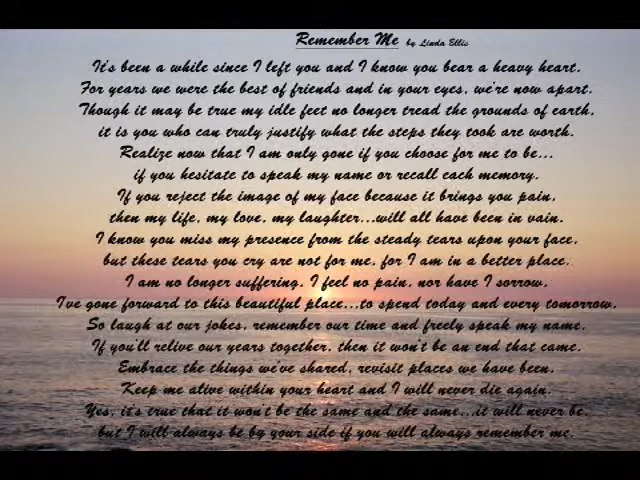 Remember Me by Linda Ellis
It's been a while since I left you and I know you bear a heavy heart.
For years we were the best of friends and in your eyes, we're now apart.
Though it may be true my idle feet no longer tread the grounds of earth,
it is you who can truly justify what the steps they took are worth.
Realize now that I am only gone if you choose for me to be...
if you hesitate to speak my name or recall each memory.
If you reject the image of my face because it brings you pain,
then my life, my love, my laughter...will all have been in vain.
I know you miss my presence from the steady tears upon your face,
but these tears you cry are not for me, for I am in a better place.
I am no longer suffering, I feel no pain, nor have I sorrow,
I've gone forward to this beautiful place...to spend today and every tomorrow.
So laugh at our jokes, remember our time and freely speak my name.
If you'll relive our years together, then it won't be an end that came.
Embrace the things we've shared, revisit places we have been,
Keep me alive within your heart and I will never die again.
Yes, it's true that it won't be the same and the same...it will never be,
but I will always be by your side if you will always remember me.